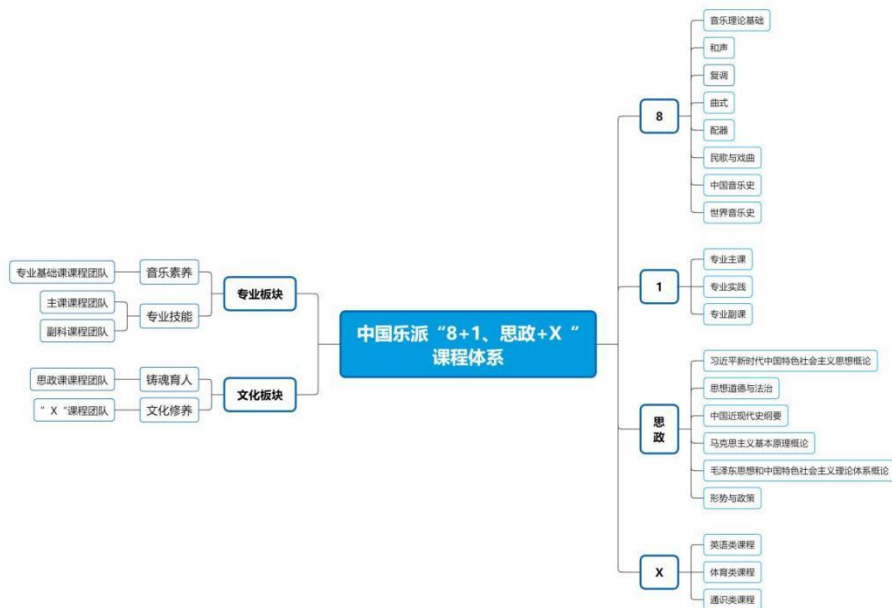 中国乐派“8+1、思政+X“
课程体系
专业板块
音乐素养
专业基础课课程团队
专业技能
主课课程团队
副科课程团队
文化板块
铸魂育人
思政课课程团队
文化修养
”X“课程团队
8
音乐理论基础
和声
复调
曲式
配器
民歌与戏曲
中国音乐史
世界音乐史
1
专业主课
专业实践
专业副课
思
政
习近平新时代中国特色社会主义思想概论
思想道德与法治
中国近现代史纲要
马克思主义基本原理概论
毛泽东思想和中国特色社会主义理论体系概论
形势与政策
X
英语类课程
体育类课程
通识类课程